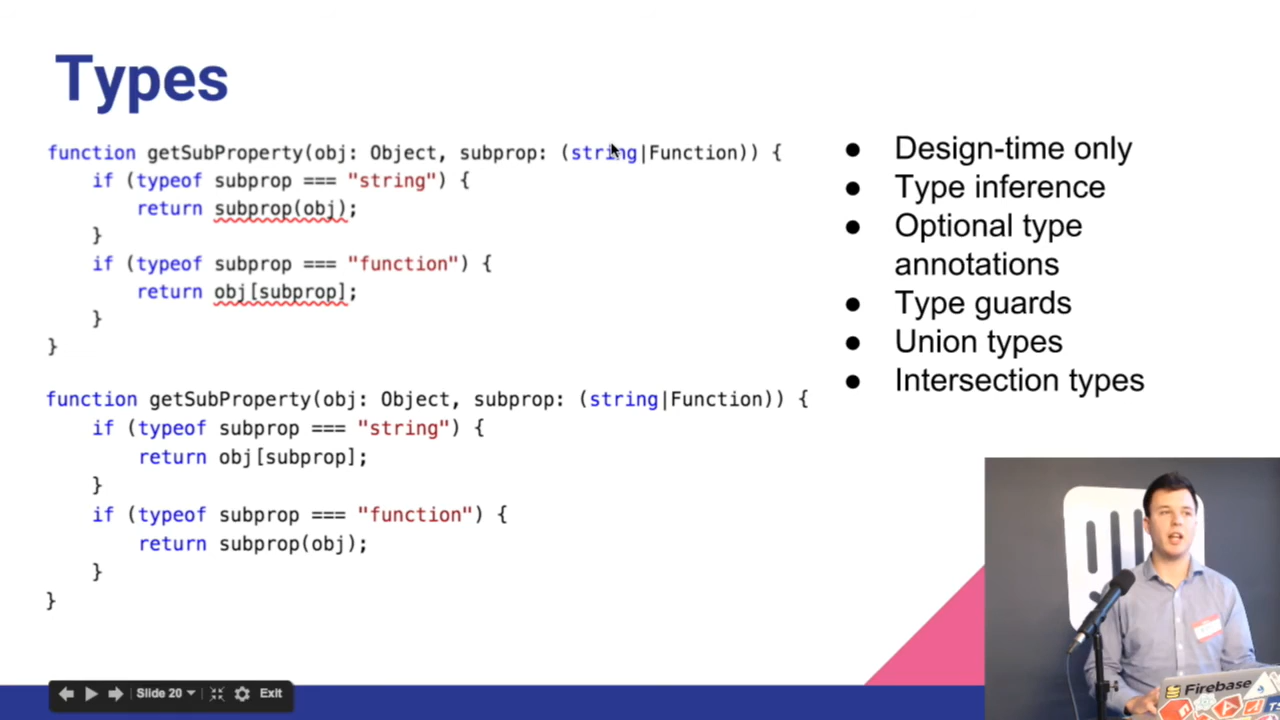 Types
function getSubProperty(obj: Object, subprop: (string|Function)) {
if (typeof subprop === "string") {
return subprop(obj);
}
if (typeof subprop === "function") {
return obj[subprop];
}
}
function getSubProperty(obj: Object, subprop: (string|Function)) {
if (typeof subprop === "string") {
return obj[subprop];
}
if (typeof subprop === "function") {
return subprop(obj);
}
}
● Design-time only
● Type inference
● Optional type
annotations
● Type guards
● Union types
● Intersection types
Slide 20
Exit
Firebase